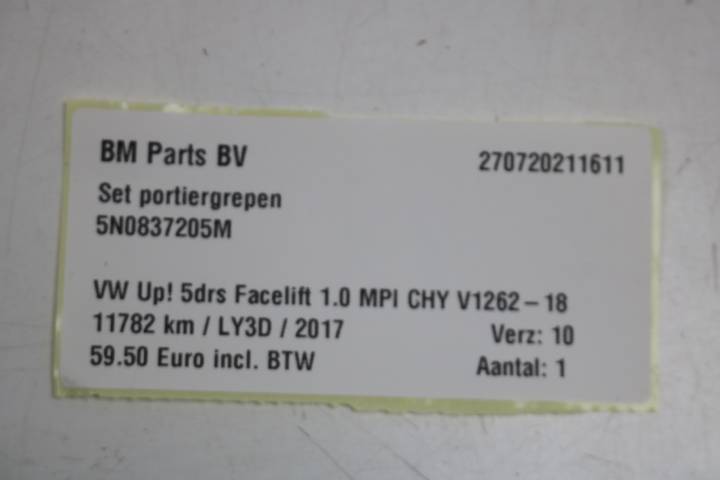 BM Parts BV 270720211611
Set portiergrepen
5N0837205M
VW Up! 5drs Facelift 1.0 MPI CHY V1262 – 18
11782 km / LY3D / 2017 Verz: 10
59.50 Euro incl. BTW Aantal: 1